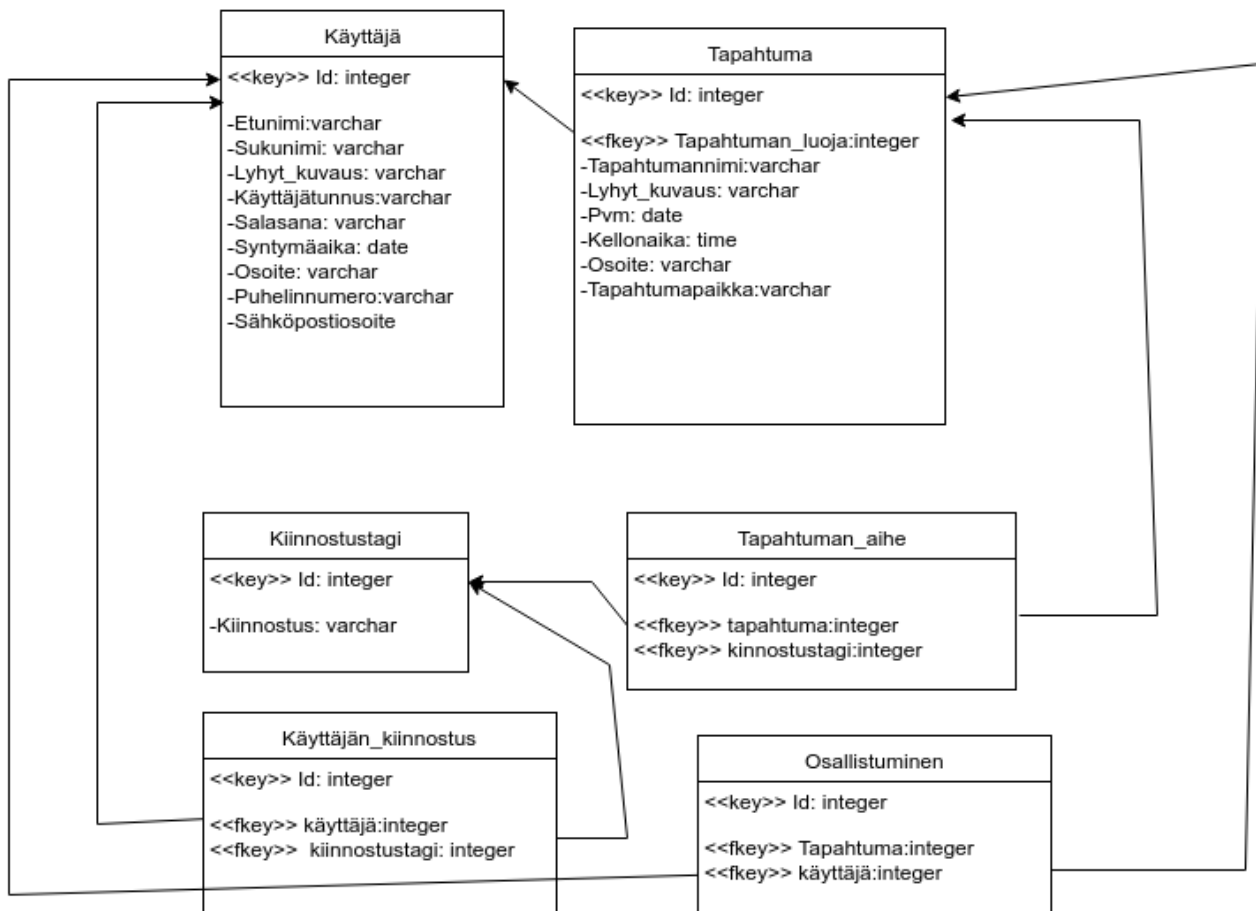 Käyttäjä
<<key>> Id: integer
-Etunimi:varchar
-Sukunimi: varchar
-Lyhyt_kuvaus: varchar
-Käyttäjätunnus:varchar
-Salasana: varchar
-Syntymäaika: date
-Osoite: varchar
-Puhelinnumero:varchar
-Sähköpostiosoite
Tapahtuma
<<key>> Id: integer
<<fkey>> Tapahtuman_luoja:integer
-Tapahtumannimi:varchar
-Lyhyt_kuvaus: varchar
-Pvm: date
-Kellonaika: time
-Osoite: varchar
-Tapahtumapaikka:varchar
Kiinnostustagi
<<key>> Id: integer
-Kiinnostus: varchar
Tapahtuman_aihe
<<key>> Id: integer
<<fkey>> tapahtuma:integer
<<fkey>> kinnostustagi:integer
Käyttäjän_kiinnostus
<<key>> Id: integer
<<fkey>> käyttäjä:integer
<<fkey>>  kiinnostustagi: integer
Osallistuminen
<<key>> Id: integer
<<fkey>> Tapahtuma:integer
<<fkey>> käyttäjä:integer